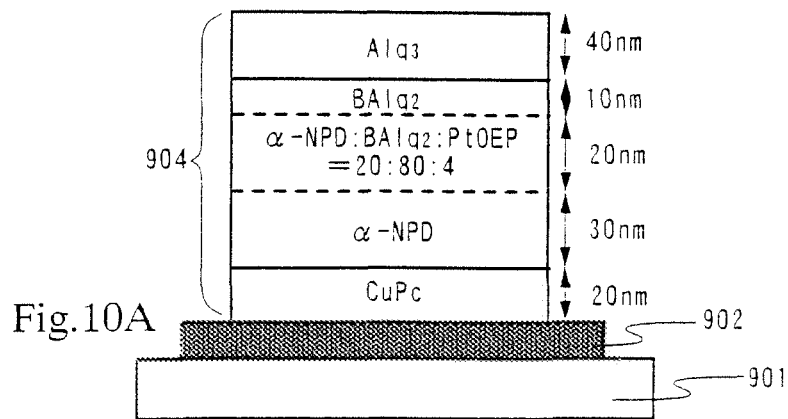 Alq3
40nm
BAlq2
10nm
α-NPD:BAlq2:PtOEP
=20:80:4
20nm
904
α-NPD
30nm
CuPc
20nm
Fig.10A
902
901